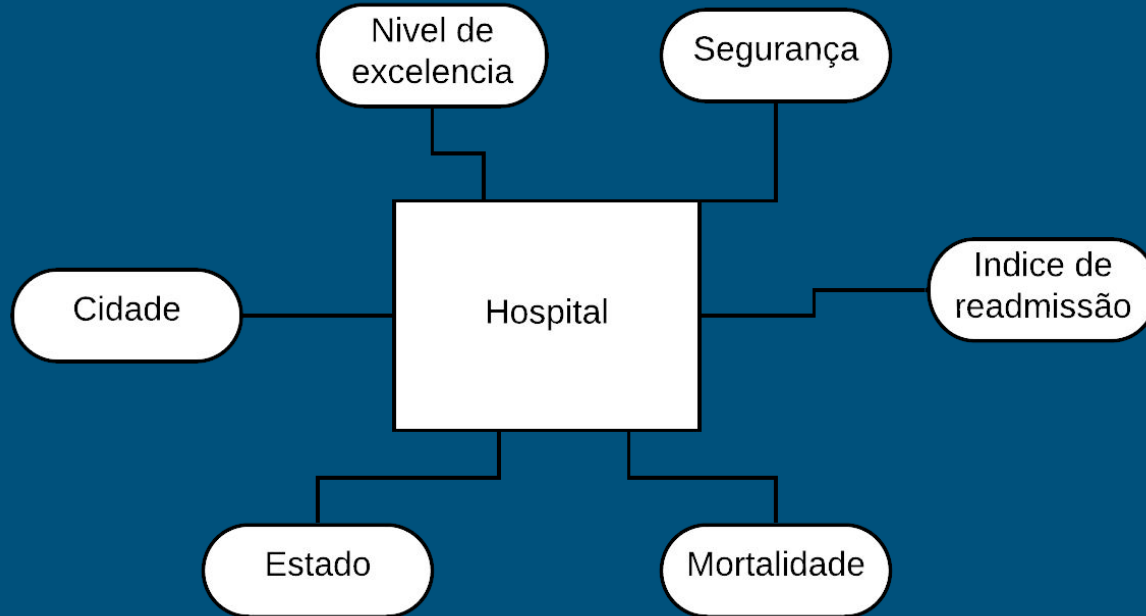 Nivel de
excelencia
Segurança
Cidade
Hospital
Indice de
readmissão
Estado
Mortalidade